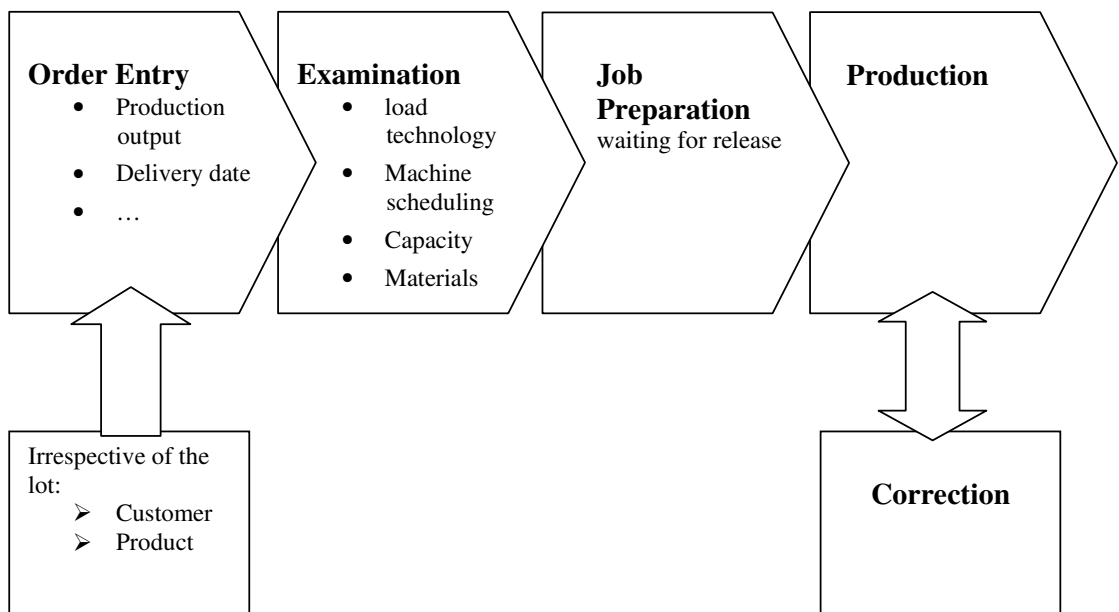 Order Entry
• Production
output
• Delivery date
• …
Examination
• load
technology
• Machine
scheduling
• Capacity
• Materials
Job
Preparation
waiting for release
Production
Irrespective of the
lot:
➢ Customer
➢ Product
Correction